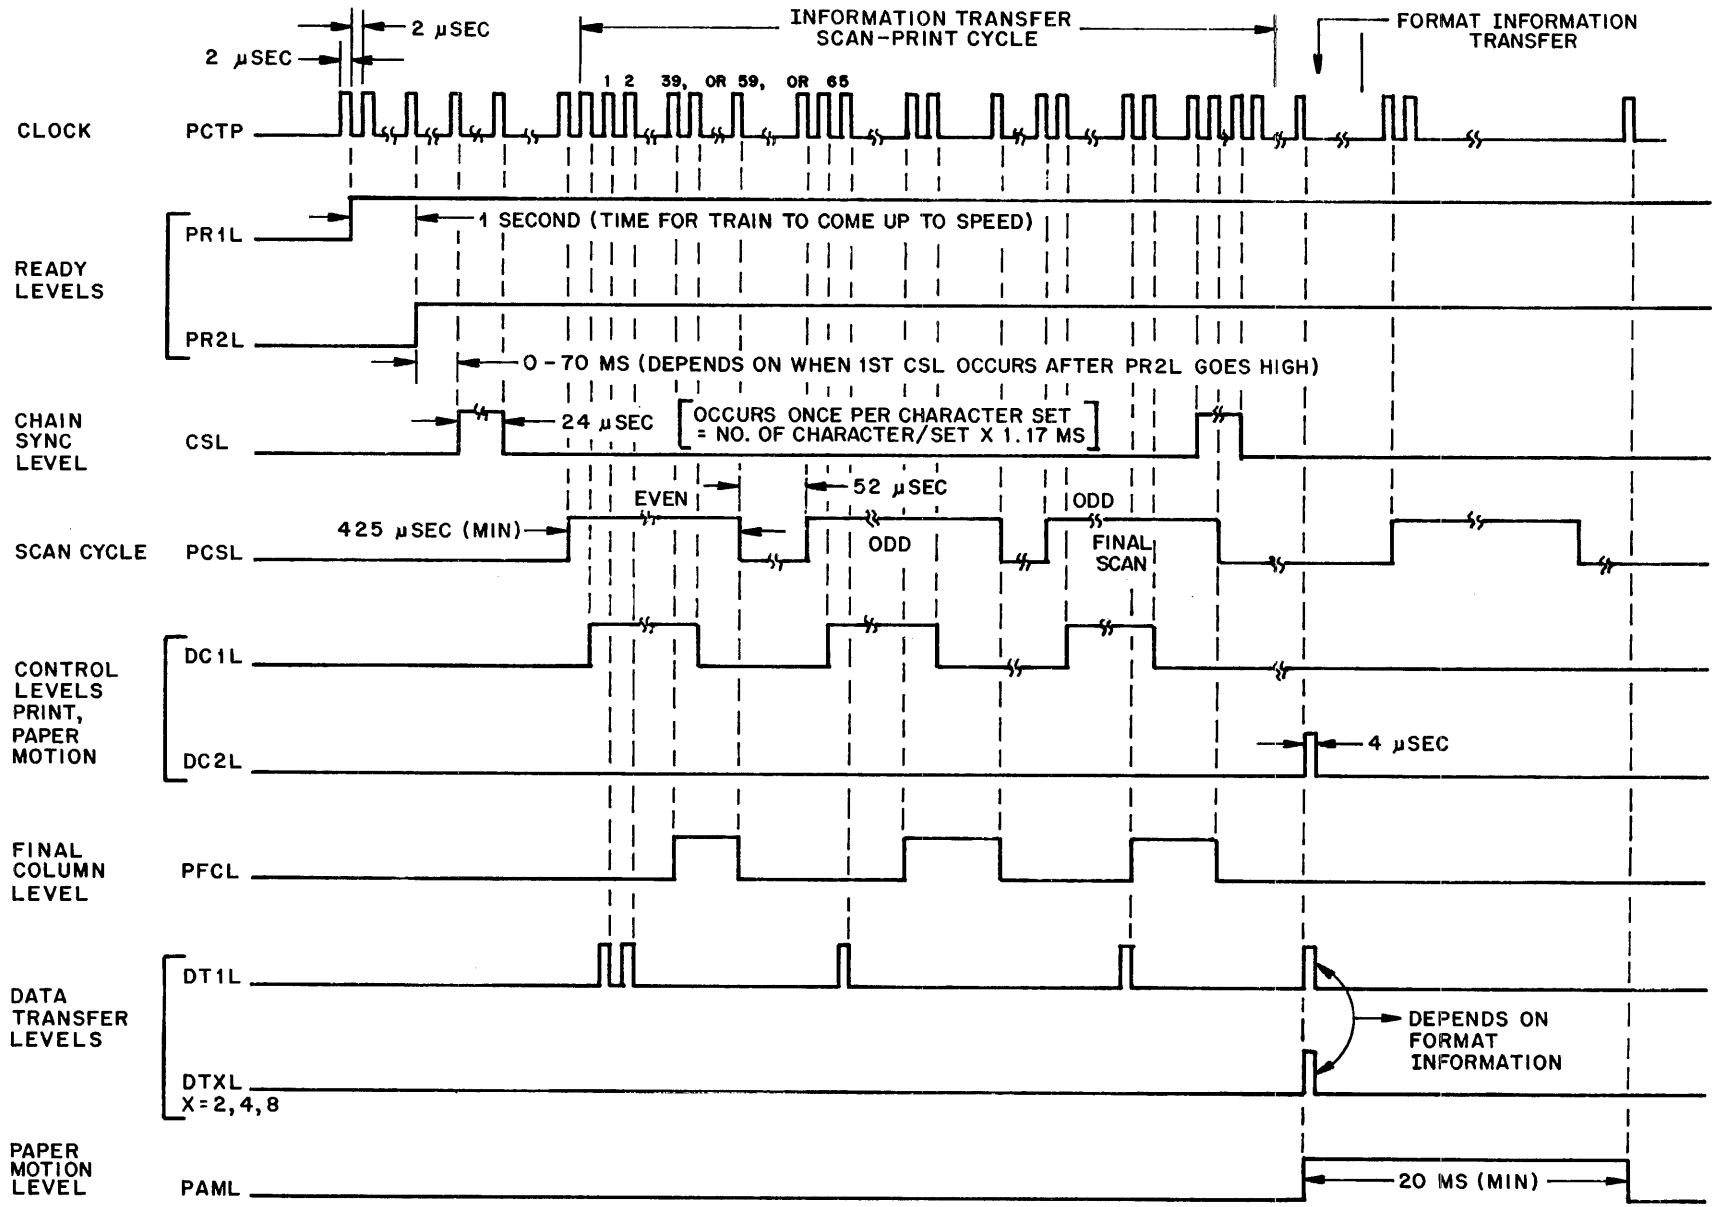 INFORMATION TRANSFER
SCAN-PRINT CYCLE
FORMAT INFORMATION
TRANSFER
2 μSEC
2 μSEC
1 2 39, OR 59, OR 65
CLOCK
PCTP
PR1L
1 SECOND (TIME FOR TRAIN TO COME UP TO SPEED)
READY
LEVELS
PR2L
0-70 MS (DEPENDS ON WHEN 1ST CSL OCCURS AFTER PR2L GOES HIGH)
CHAIN
SYNC
LEVEL
CSL
24 μSEC
OCCURS ONCE PER CHARACTER SET
= NO. OF CHARACTER/SET X 1.17 MS
EVEN
52 μSEC
ODD
425 μSEC (MIN)
SCAN CYCLE
PCSL
ODD
FINAL
SCAN
DC1L
CONTROL
LEVELS
PRINT,
PAPER
MOTION
DC2L
4 μSEC
FINAL
COLUMN
LEVEL
PFCL
DT1L
DATA
TRANSFER
LEVELS
DEPENDS ON
FORMAT
INFORMATION
DTXL
X=2,4,8
PAPER
MOTION
LEVEL
PAML
20 MS (MIN)